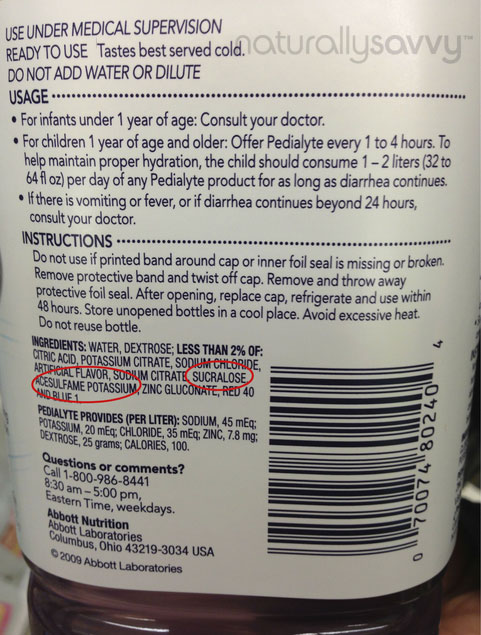 naturallysavvy™
USE UNDER MEDICAL SUPERVISION
READY TO USE Tastes best served cold.
DO NOT ADD WATER OR DILUTE
USAGE
• For infants under 1 year of age: Consult your doctor.
• For children 1 year of age and older: Offer Pedialyte every 1 to 4 hours. To
help maintain proper hydration, the child should consume 1 – 2 liters (32 to
64 fl oz) per day of any Pedialyte product for as long as diarrhea continues.
• If there is vomiting or fever, or if diarrhea continues beyond 24 hours,
consult your doctor.
INSTRUCTIONS
Do not use if printed band around cap or inner foil seal is missing or broken.
Remove protective band and twist off cap. Remove and throw away
protective foil seal. After opening, replace cap, refrigerate and use within
48 hours. Store unopened bottles in a cool place. Avoid excessive heat.
Do not reuse bottle.
INGREDIENTS: WATER, DEXTROSE; LESS THAN 2% OF:
CITRIC ACID, POTASSIUM CITRATE, SODIUM CHLORIDE,
ARTIFICIAL FLAVOR, SODIUM CITRATE, SUCRALOSE
ACESULFAME POTASSIUM, ZINC GLUCONATE, RED 40
AND BLUE 1.
PEDIALYTE PROVIDES (PER LITER): SODIUM, 45 mEq;
POTASSIUM, 20 mEq; CHLORIDE, 35 mEq; ZINC, 7.8 mg;
DEXTROSE, 25 grams; CALORIES, 100.
Questions or comments?
Call 1-800-986-8441
8:30 am – 5:00 pm,
Eastern Time, weekdays.
Abbott Nutrition
Abbott Laboratories
Columbus, Ohio 43219-3034 USA
© 2009 Abbott Laboratories
0 70074 80240 4